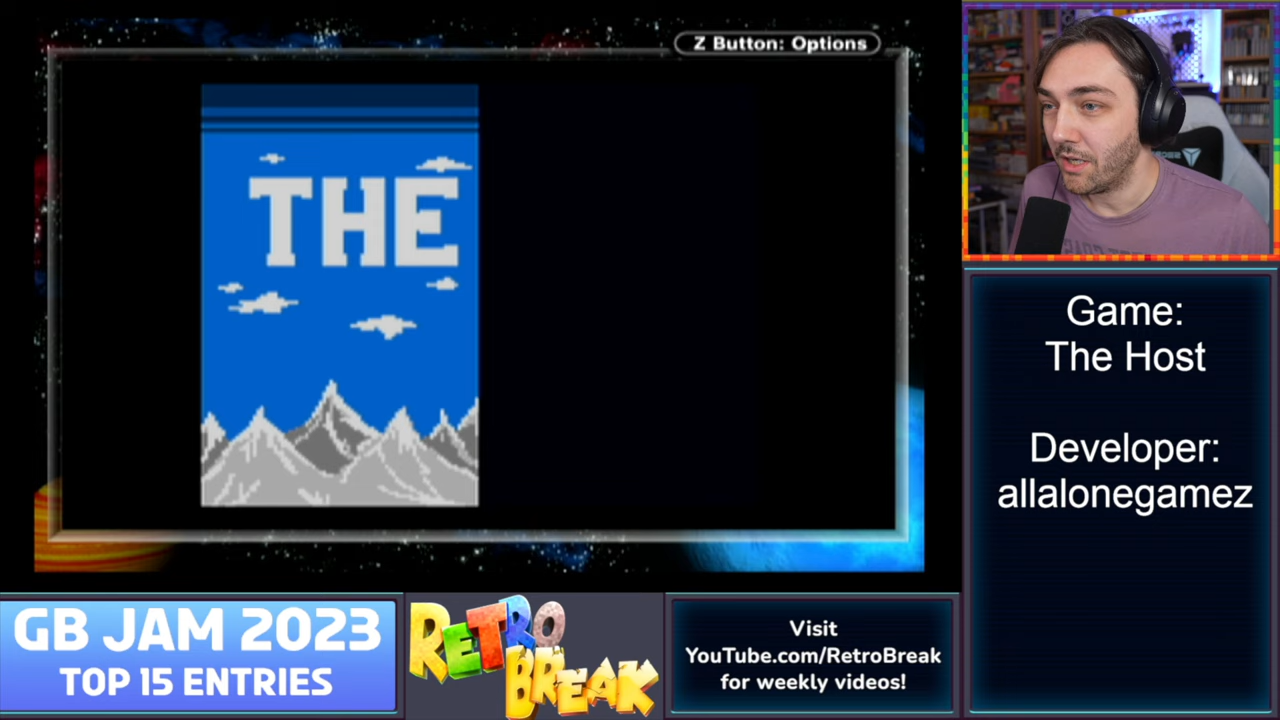 Z Button: Options
THE
Game:
The Host
Developer:
allalonegamez
GB JAM 2023
TOP 15 ENTRIES
RETRO
BREAK
Visit
YouTube.com/RetroBreak
for weekly videos!